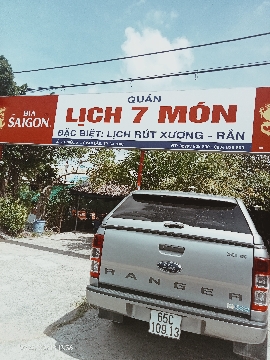 BIA
SAIGON
QUÁN
LỊCH 7 MÓN
ĐẶC BIỆT: LỊCH RÚT XƯƠNG - RẮN
RANGER
65C
109 13